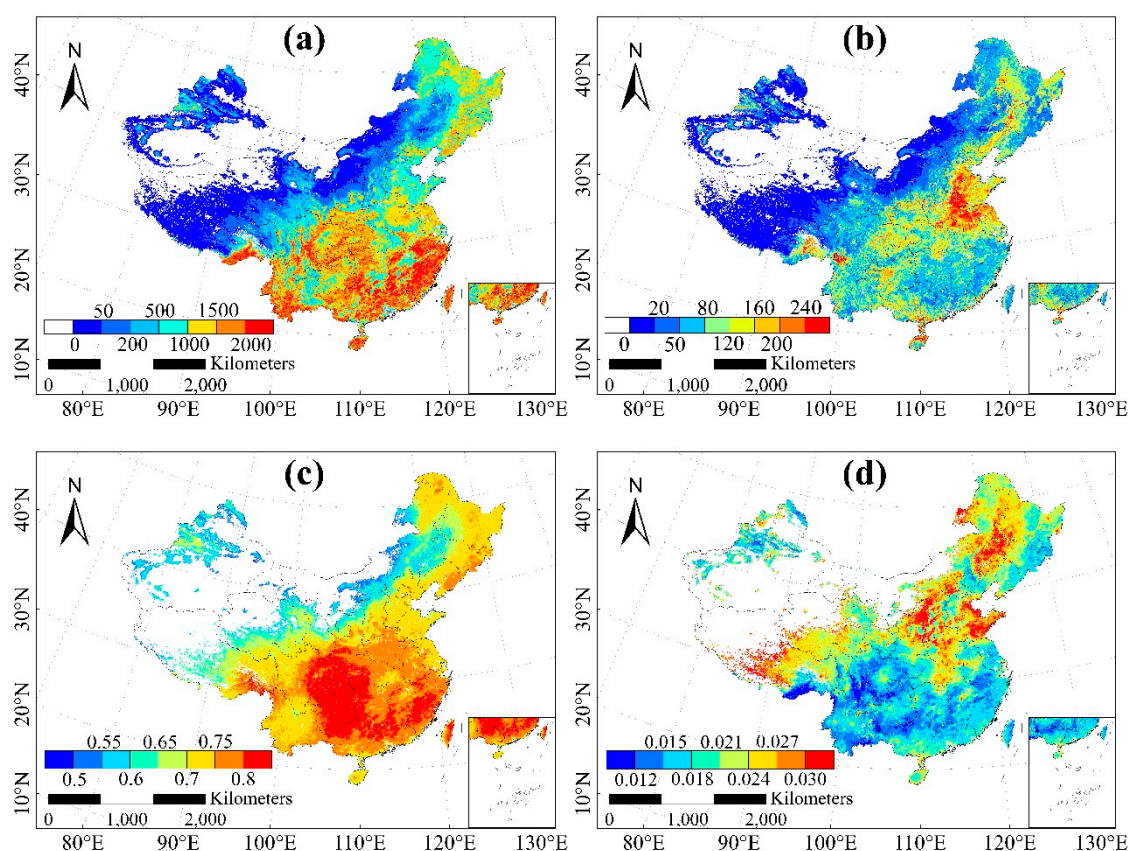 (a)
N
40°N
30°N
20°N
10°N
50 500 1500
0 200 1000 2000
Kilometers
0 1,000 2,000
80°E 90°E 100°E 110°E 120°E 130°E
(b)
N
40°N
30°N
20°N
10°N
20 80 160 240
0 50 120 200
Kilometers
0 1,000 2,000
80°E 90°E 100°E 110°E 120°E 130°E
(c)
N
40°N
30°N
20°N
10°N
0.55 0.65 0.75
0.5 0.6 0.7 0.8
Kilometers
0 1,000 2,000
80°E 90°E 100°E 110°E 120°E 130°E
(d)
N
40°N
30°N
20°N
10°N
0.015 0.021 0.027
0.012 0.018 0.024 0.030
Kilometers
0 1,000 2,000
80°E 90°E 100°E 110°E 120°E 130°E